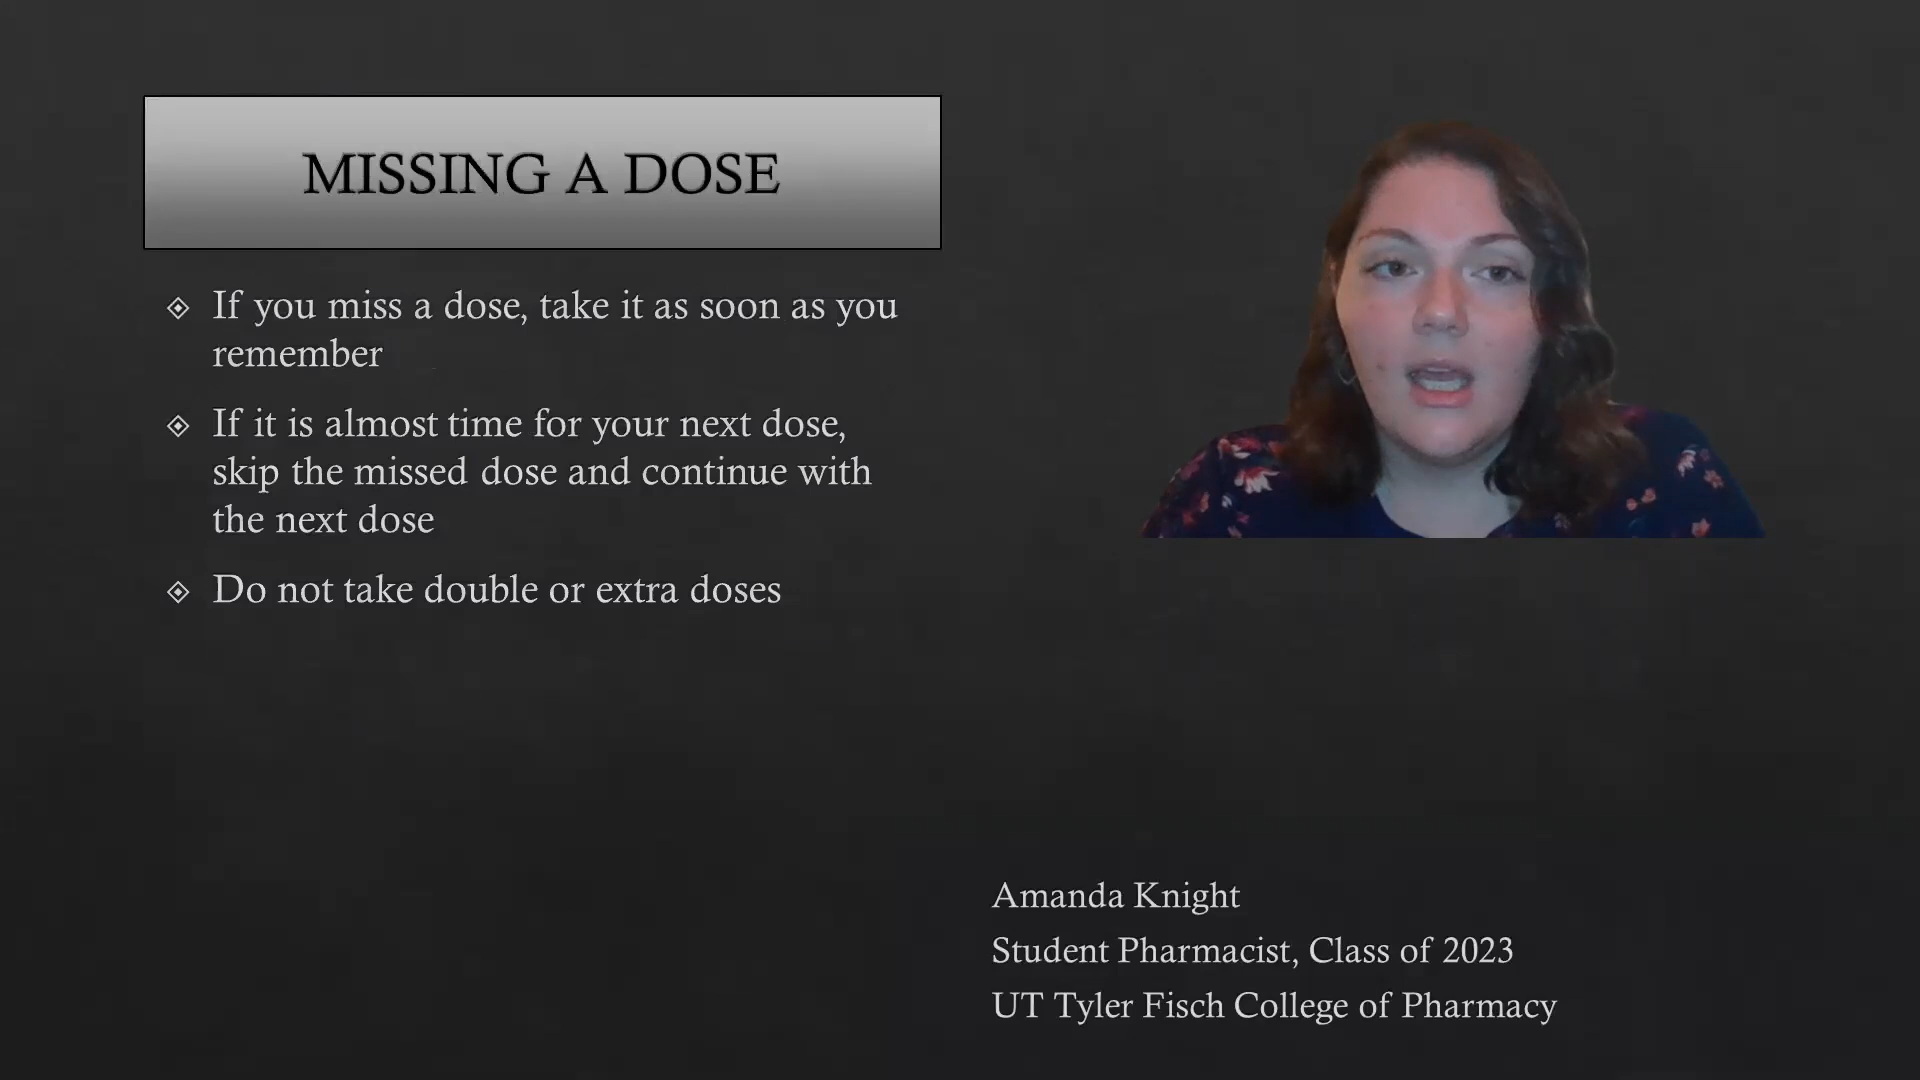 MISSING A DOSE
If you miss a dose, take it as soon as you
remember
If it is almost time for your next dose,
skip the missed dose and continue with
the next dose
Do not take double or extra doses
Amanda Knight
Student Pharmacist, Class of 2023
UT Tyler Fisch College of Pharmacy